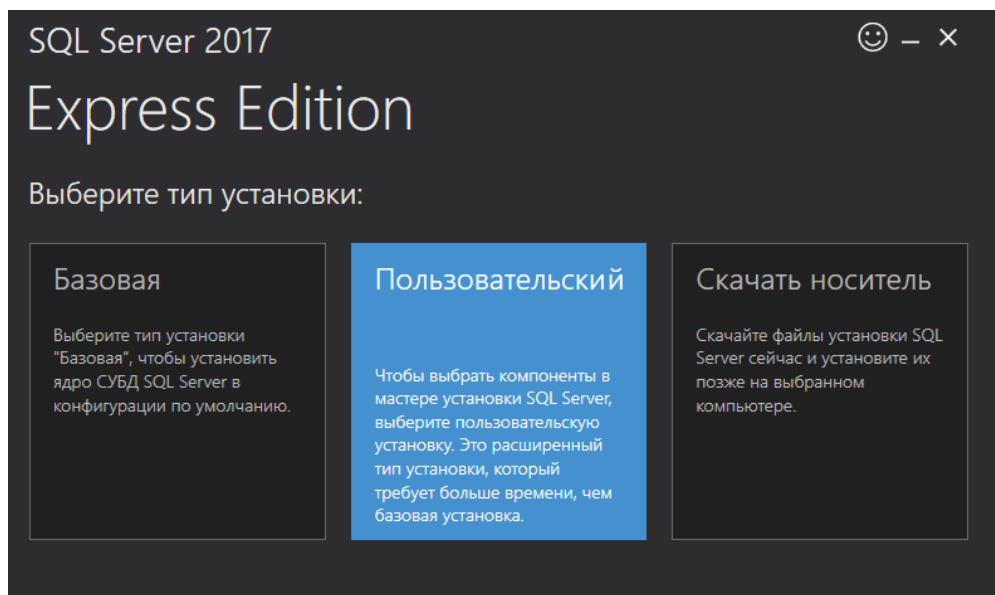 SQL Server 2017
Express Edition
Выберите тип установки:
Базовая
Выберите тип установки
"Базовая", чтобы установить
ядро СУБД SQL Server в
конфигурации по умолчанию.
Пользовательский
Чтобы выбрать компоненты в
мастере установки SQL Server,
выберите пользовательскую
установку. Это расширенный
тип установки, который
требует больше времени, чем
базовая установка.
Скачать носитель
Скачайте файлы установки SQL
Server сейчас и установите их
позже на выбранном
компьютере.